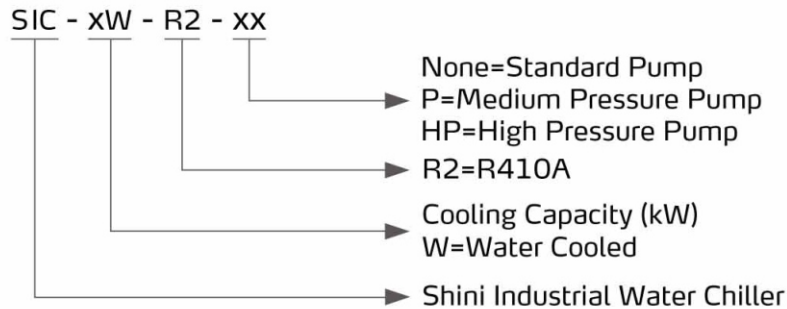 SIC - xW - R2 - xx
None=Standard Pump
P=Medium Pressure Pump
HP=High Pressure Pump
R2=R410A
Cooling Capacity (kW)
W=Water Cooled
Shini Industrial Water Chiller